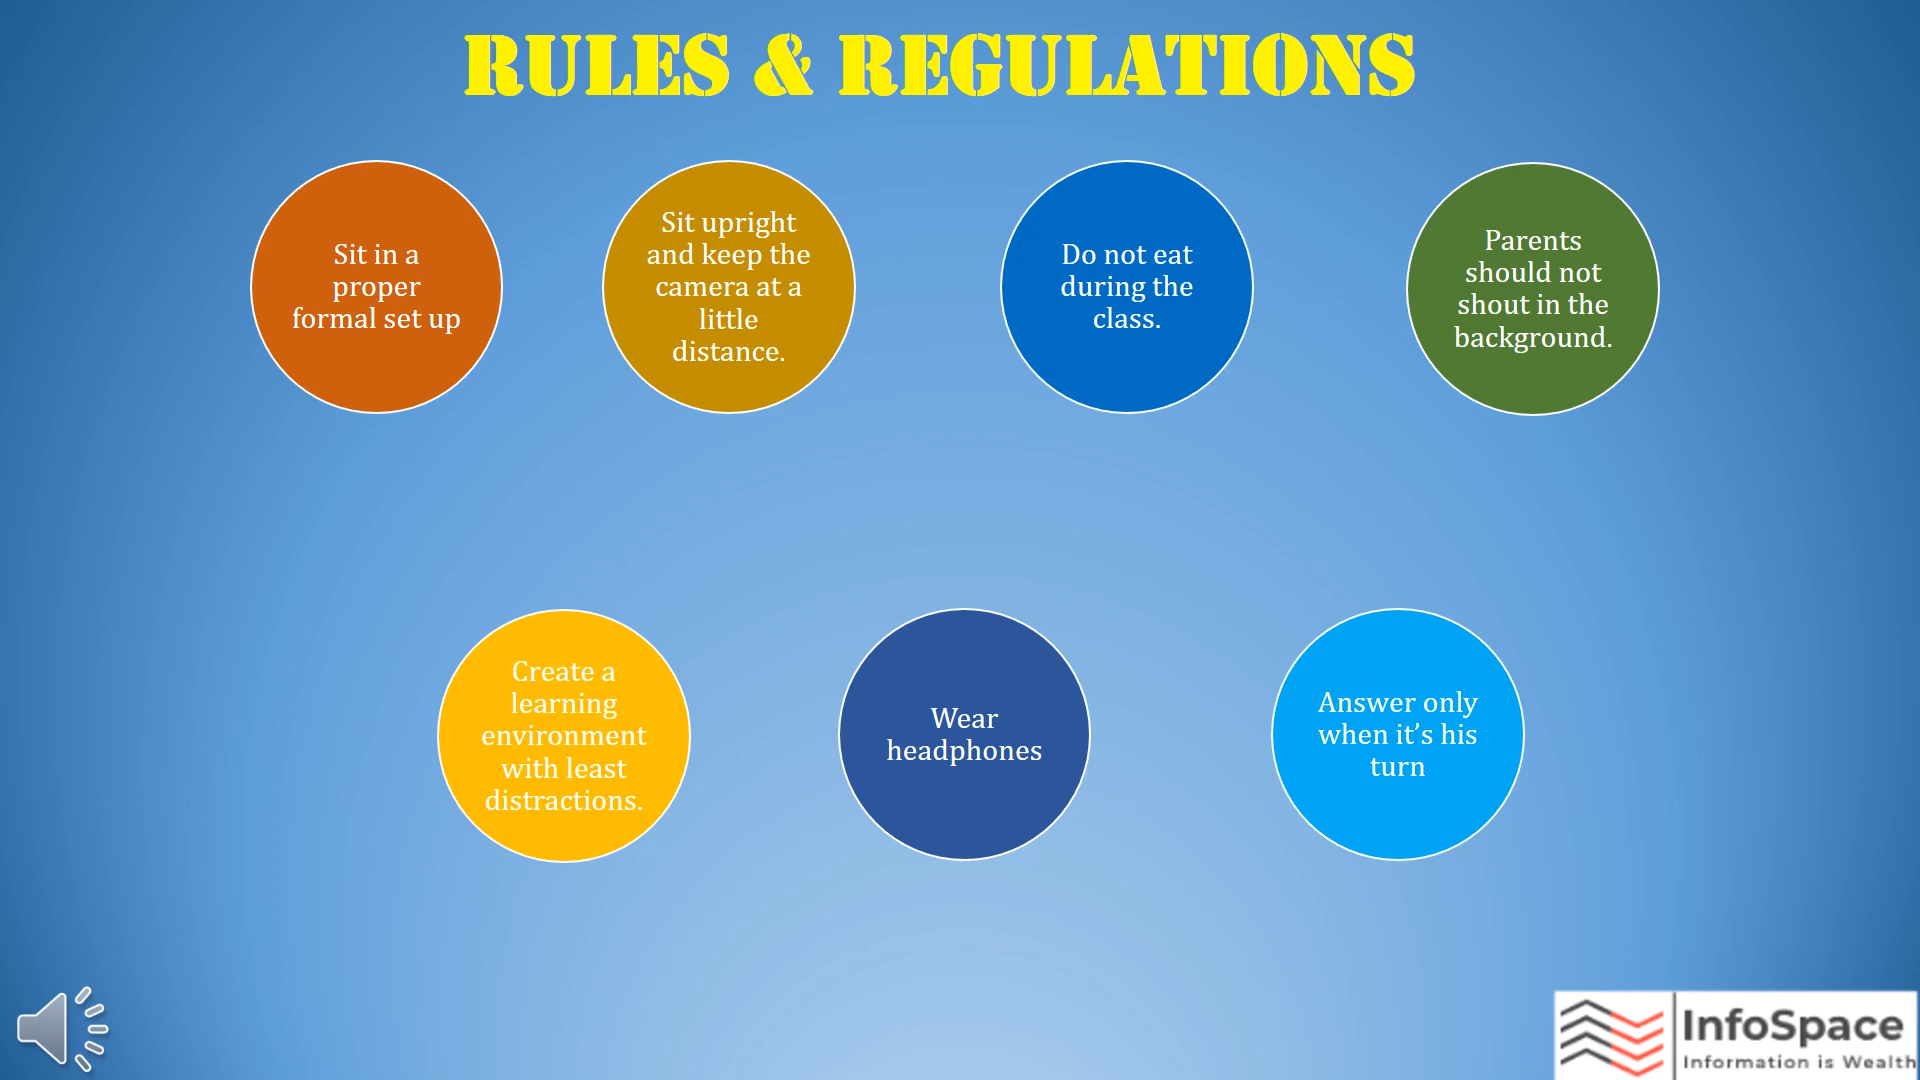 RULES & REGULATIONS
Sit in a
proper
formal set up
Sit upright
and keep the
camera at a
little
distance.
Do not eat
during the
class.
Parents
should not
shout in the
background.
Create a
learning
environment
with least
distractions.
Wear
headphones
Answer only
when it’s his
turn
InfoSpace
Information is Wealth